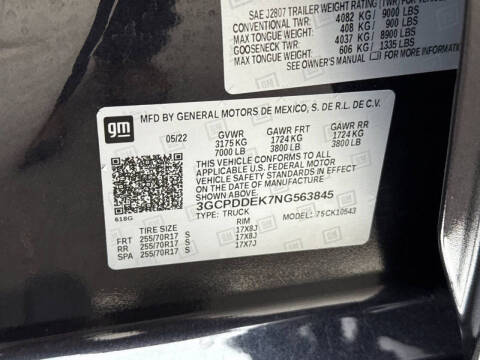 SAE J2807 TRAILER WEIGHT RATING (TWR) FOR
4082 KG / 9000 LBS
CONVENTIONAL TWR: 408 KG / 900 LBS
MAX TONGUE WEIGHT: 4037 KG / 8900 LBS
GOOSENECK TWR: 606 KG / 1335 LBS
MAX TONGUE WEIGHT:
SEE OWNER'S MANUAL
gm
MFD BY GENERAL MOTORS DE MEXICO, S. DE R.L. DE C.V.
05/22 GVWR GAWR FRT GAWR RR
3175 KG 1724 KG 1724 KG
7000 LB 3800 LB 3800 LB
THIS VEHICLE CONFORMS TO ALL
APPLICABLE U.S. FEDERAL MOTOR
VEHICLE SAFETY STANDARDS IN EFFECT ON THE
DATE OF MANUFACTURE SHOWN ABOVE.
3GCPDDEK7NG563845
618G
TYPE: TRUCK MODEL: 75CK10543
TIRE SIZE RIM
FRT 255/70R17 S 17X8J
RR 255/70R17 S 17X8J
SPA 255/70R17 S 17X7J